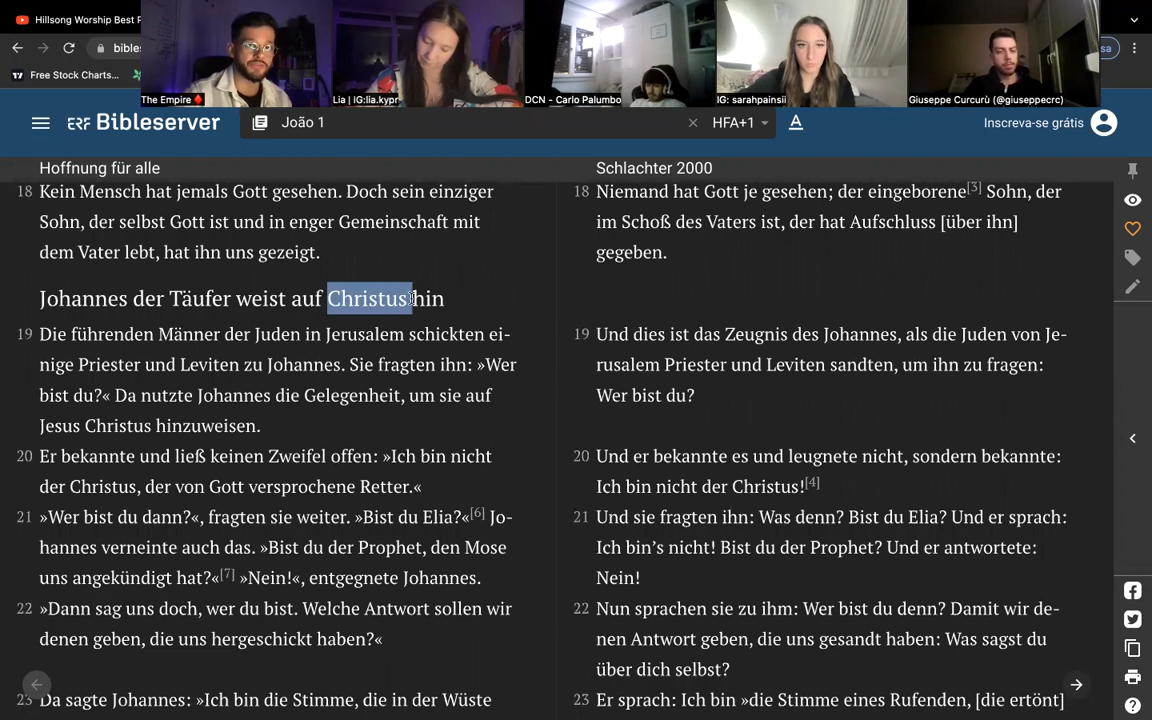 Hillsong Worship Best P
bibles
sa
Free Stock Charts...
The Empire
Lia | IG:lia.kypr
DCN - Carlo Palumbo
IG: sarahpainsii
Giuseppe Curcurù (@giuseppecrc)
ERF Bibleserver
João 1
HFA+1
A
Inscreva-se grátis
Hoffnung für alle
18 Kein Mensch hat jemals Gott gesehen. Doch sein einziger
Sohn, der selbst Gott ist und in enger Gemeinschaft mit
dem Vater lebt, hat ihn uns gezeigt.
Johannes der Täufer weist auf Christus hin
19 Die führenden Männer der Juden in Jerusalem schickten ei-
nige Priester und Leviten zu Johannes. Sie fragten ihn: »Wer
bist du?« Da nutzte Johannes die Gelegenheit, um sie auf
Jesus Christus hinzuweisen.
20 Er bekannte und ließ keinen Zweifel offen: »Ich bin nicht
der Christus, der von Gott versprochene Retter.«
21 »Wer bist du dann?«, fragten sie weiter. »Bist du Elia?«[6] Jo-
hannes verneinte auch das. »Bist du der Prophet, den Mose
uns angekündigt hat?«[7] »Nein!«, entgegnete Johannes.
22 »Dann sag uns doch, wer du bist. Welche Antwort sollen wir
denen geben, die uns hergeschickt haben?«
23 Da sagte Johannes: »Ich bin die Stimme, die in der Wüste
Schlachter 2000
18 Niemand hat Gott je gesehen; der eingeborene[3] Sohn, der
im Schoß des Vaters ist, der hat Aufschluss [über ihn]
gegeben.
19 Und dies ist das Zeugnis des Johannes, als die Juden von Je-
rusalem Priester und Leviten sandten, um ihn zu fragen:
Wer bist du?
20 Und er bekannte es und leugnete nicht, sondern bekannte:
Ich bin nicht der Christus![4]
21 Und sie fragten ihn: Was denn? Bist du Elia? Und er sprach:
Ich bin's nicht! Bist du der Prophet? Und er antwortete:
Nein!
22 Nun sprachen sie zu ihm: Wer bist du denn? Damit wir de-
nen Antwort geben, die uns gesandt haben: Was sagst du
über dich selbst?
23 Er sprach: Ich bin »die Stimme eines Rufenden, [die ertönt]